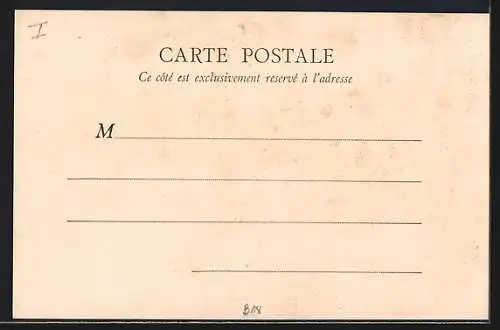 I
CARTE POSTALE
Ce côté est exclusivement reservé à l'adresse
M